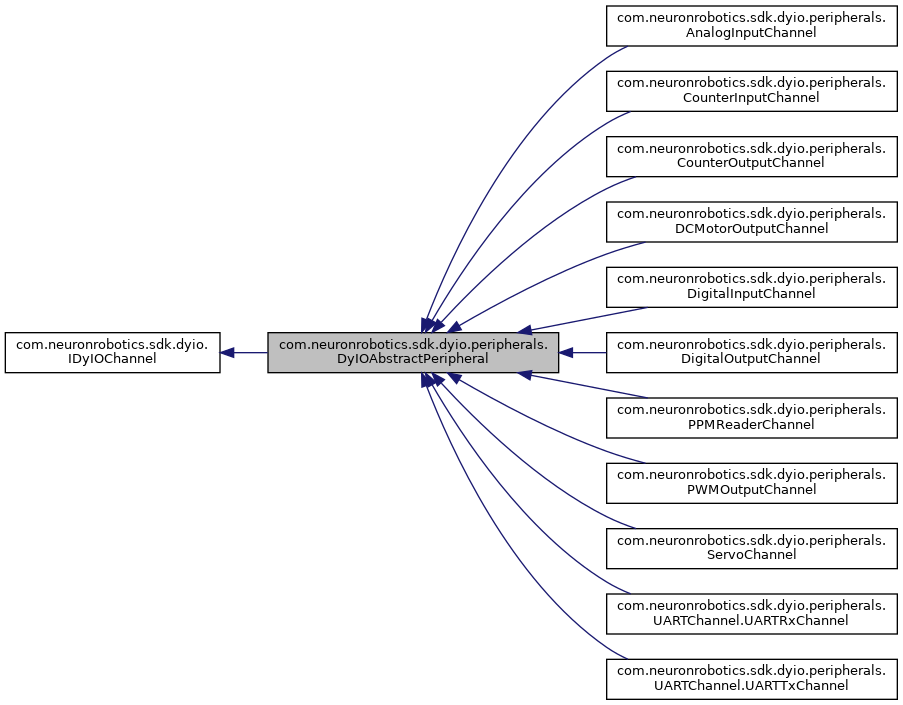 com.neuronrobotics.sdk.dyio.peripherals.
AnalogInputChannel
com.neuronrobotics.sdk.dyio.peripherals.
CounterInputChannel
com.neuronrobotics.sdk.dyio.peripherals.
CounterOutputChannel
com.neuronrobotics.sdk.dyio.peripherals.
DCMotorOutputChannel
com.neuronrobotics.sdk.dyio.peripherals.
DigitalInputChannel
com.neuronrobotics.sdk.dyio.
IDyIOChannel
com.neuronrobotics.sdk.dyio.peripherals.
DyIOAbstractPeripheral
com.neuronrobotics.sdk.dyio.peripherals.
DigitalOutputChannel
com.neuronrobotics.sdk.dyio.peripherals.
PPMReaderChannel
com.neuronrobotics.sdk.dyio.peripherals.
PWMOutputChannel
com.neuronrobotics.sdk.dyio.peripherals.
ServoChannel
com.neuronrobotics.sdk.dyio.peripherals.
UARTChannel.UARTRxChannel
com.neuronrobotics.sdk.dyio.peripherals.
UARTChannel.UARTTxChannel